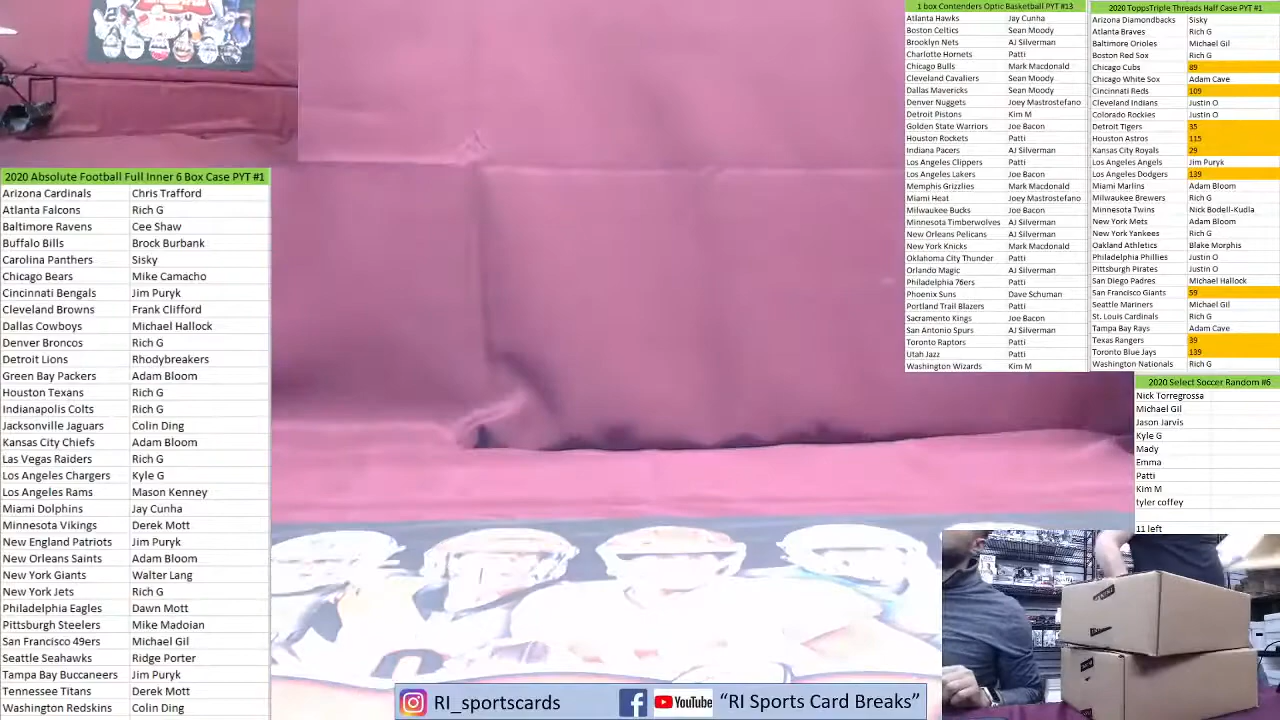 2020 Absolute Football Full Inner 6 Box Case PYT #1
Arizona Cardinals Chris Trafford
Atlanta Falcons Rich G
Baltimore Ravens Cee Shaw
Buffalo Bills Brock Burbank
Carolina Panthers Sisky
Chicago Bears Mike Camacho
Cincinnati Bengals Jim Puryk
Cleveland Browns Frank Clifford
Dallas Cowboys Michael Hallock
Denver Broncos Rich G
Detroit Lions Rhodybreakers
Green Bay Packers Adam Bloom
Houston Texans Rich G
Indianapolis Colts Rich G
Jacksonville Jaguars Colin Ding
Kansas City Chiefs Adam Bloom
Las Vegas Raiders Rich G
Los Angeles Chargers Kyle G
Los Angeles Rams Mason Kenney
Miami Dolphins Jay Cunha
Minnesota Vikings Derek Mott
New England Patriots Jim Puryk
New Orleans Saints Adam Bloom
New York Giants Walter Lang
New York Jets Rich G
Philadelphia Eagles Dawn Mott
Pittsburgh Steelers Mike Madoian
San Francisco 49ers Michael Gil
Seattle Seahawks Ridge Porter
Tampa Bay Buccaneers Jim Puryk
Tennessee Titans Derek Mott
Washington Redskins Colin Ding
1 box Contenders Optic Basketball PYT #13
Atlanta Hawks Jay Cunha
Boston Celtics Sean Moody
Brooklyn Nets AJ Silverman
Charlotte Hornets Patti
Chicago Bulls Mark Macdonald
Cleveland Cavaliers Sean Moody
Dallas Mavericks Sean Moody
Denver Nuggets Joey Mastrostefano
Detroit Pistons Kim M
Golden State Warriors Joe Bacon
Houston Rockets Patti
Indiana Pacers AJ Silverman
Los Angeles Clippers Patti
Los Angeles Lakers Joe Bacon
Memphis Grizzlies Mark Macdonald
Miami Heat Joey Mastrostefano
Milwaukee Bucks Joe Bacon
Minnesota Timberwolves AJ Silverman
New Orleans Pelicans AJ Silverman
New York Knicks Mark Macdonald
Oklahoma City Thunder Patti
Orlando Magic AJ Silverman
Philadelphia 76ers Patti
Phoenix Suns Dave Schuman
Portland Trail Blazers Patti
Sacramento Kings Joe Bacon
San Antonio Spurs AJ Silverman
Toronto Raptors Patti
Utah Jazz Patti
Washington Wizards Kim M
2020 ToppsTriple Threads Half Case PYT #1
Arizona Diamondbacks Sisky
Atlanta Braves Rich G
Baltimore Orioles Michael Gil
Boston Red Sox Rich G
Chicago Cubs 89
Chicago White Sox Adam Cave
Cincinnati Reds 109
Cleveland Indians Justin O
Colorado Rockies Justin O
Detroit Tigers 35
Houston Astros 115
Kansas City Royals 29
Los Angels Angels Jim Puryk
Los Angeles Dodgers 139
Miami Marlins Adam Bloom
Milwaukee Brewers Rich G
Minnesota Twins Nick Bodell-Kudla
New York Mets Adam Bloom
New York Yankees Rich G
Oakland Athletics Blake Morphis
Philadelphia Phillies Justin O
Pittsburgh Pirates Justin O
San Diego Padres Michael Hallock
San Francisco Giants 59
Seattle Mariners Michael Gil
St. Louis Cardinals Rich G
Tampa Bay Rays Adam Cave
Texas Rangers 39
Toronto Blue Jays 139
Washington Nationals Rich G
2020 Select Soccer Random #6
Nick Torregrossa
Michael Gil
Jason Jarvis
Kyle G
Mady
Emma
Patti
Kim M
tyler coffey
11 left
RI_sportscards YouTube “RI Sports Card Breaks”